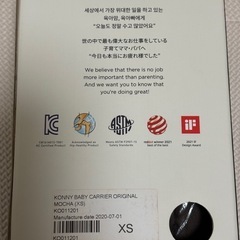 세상에서 가장 위대한 일을 하고 있는
육아맘, 육아빠에게
"오늘도 정말 수고 많았어요"
世の中で最も偉大なお仕事をしている
子育てママ・パパへ
"今日も本当にお疲れ様でした"
We believe that there is no job
more important than parenting.
And we want you to know that
you're doing great!
ASTM
reddot winner 2021
iF
KONNY BABY CARRIER ORIGINAL
MOCHA (XS)
KO011201
Manufacture date 2020-07-01
KO011201
XS